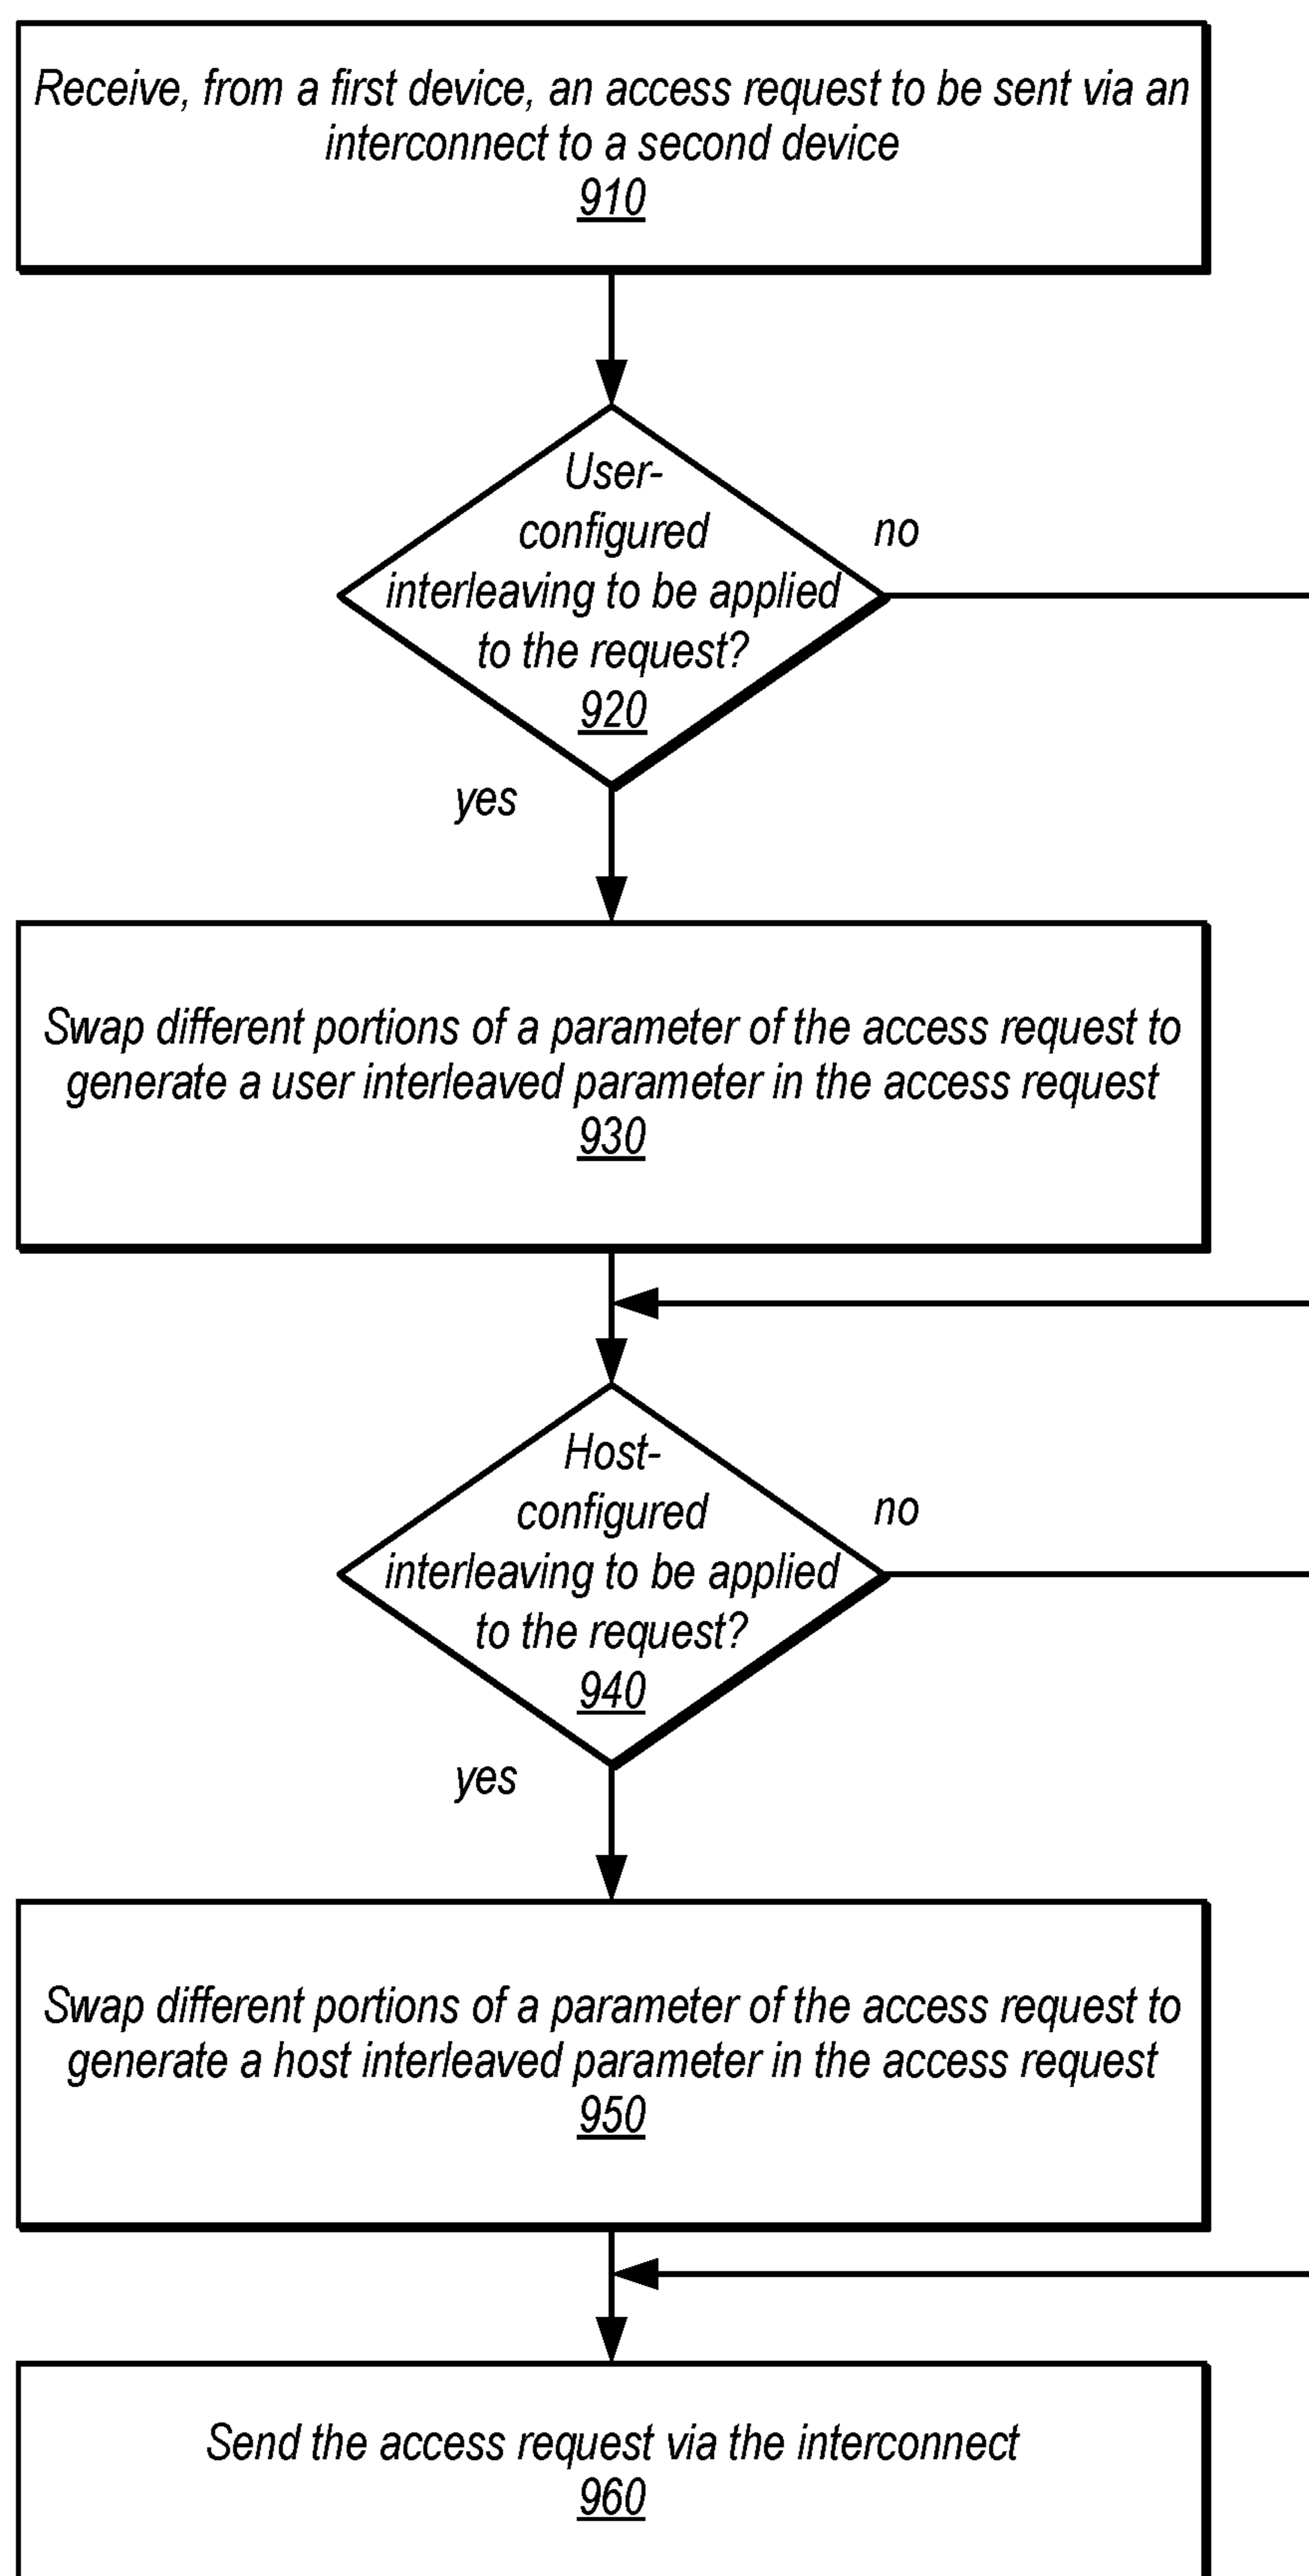 Receive, from a first device, an access request to be sent via an
interconnect to a second device
910
User-
configured
interleaving to be applied
to the request?
920
no
yes
Swap different portions of a parameter of the access request to
generate a user interleaved parameter in the access request
930
Host-
configured
interleaving to be applied
to the request?
940
no
yes
Swap different portions of a parameter of the access request to
generate a host interleaved parameter in the access request
950
Send the access request via the interconnect
960